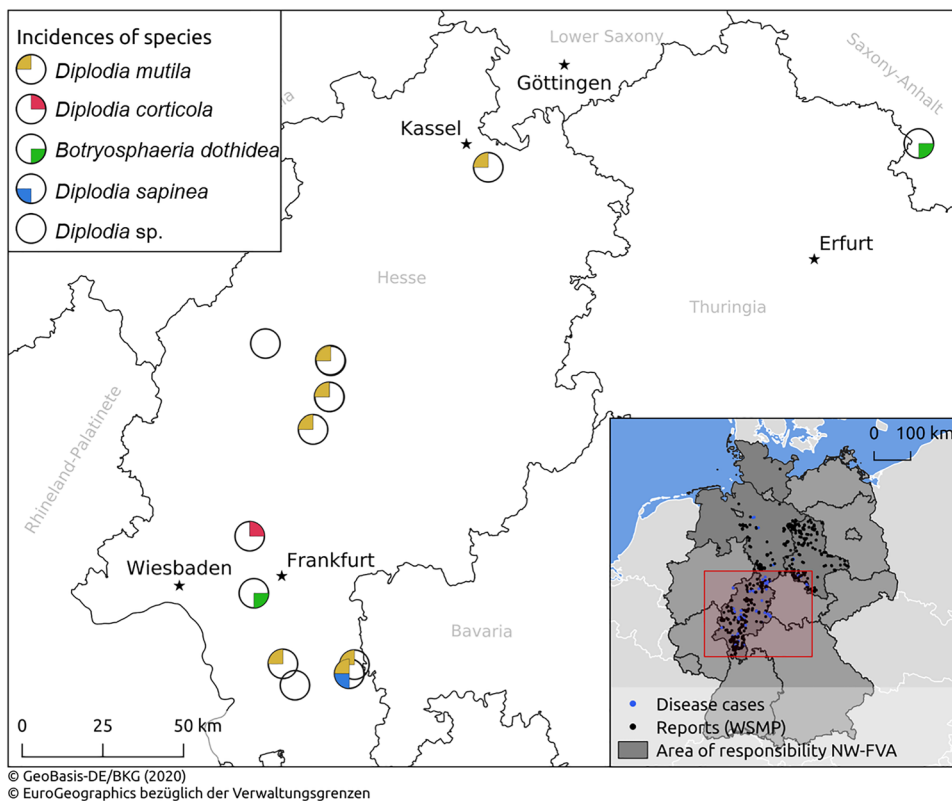 Incidences of species
Diplodia mutila
Diplodia corticola
Botryosphaeria dothidea
Diplodia sapinea
Diplodia sp.
Lower Saxony
Göttingen
Saxony-Anhalt
Kassel
Erfurt
Hesse
Thuringia
Rhineland-Palatinete
Wiesbaden
Frankfurt
Bavaria
0 25 50 km
0 100 km
Disease cases
Reports (WSMP)
Area of responsibility NW-FVA
© GeoBasis-DE/BKG (2020)
© EuroGeographics bezüglich der Verwaltungsgrenzen